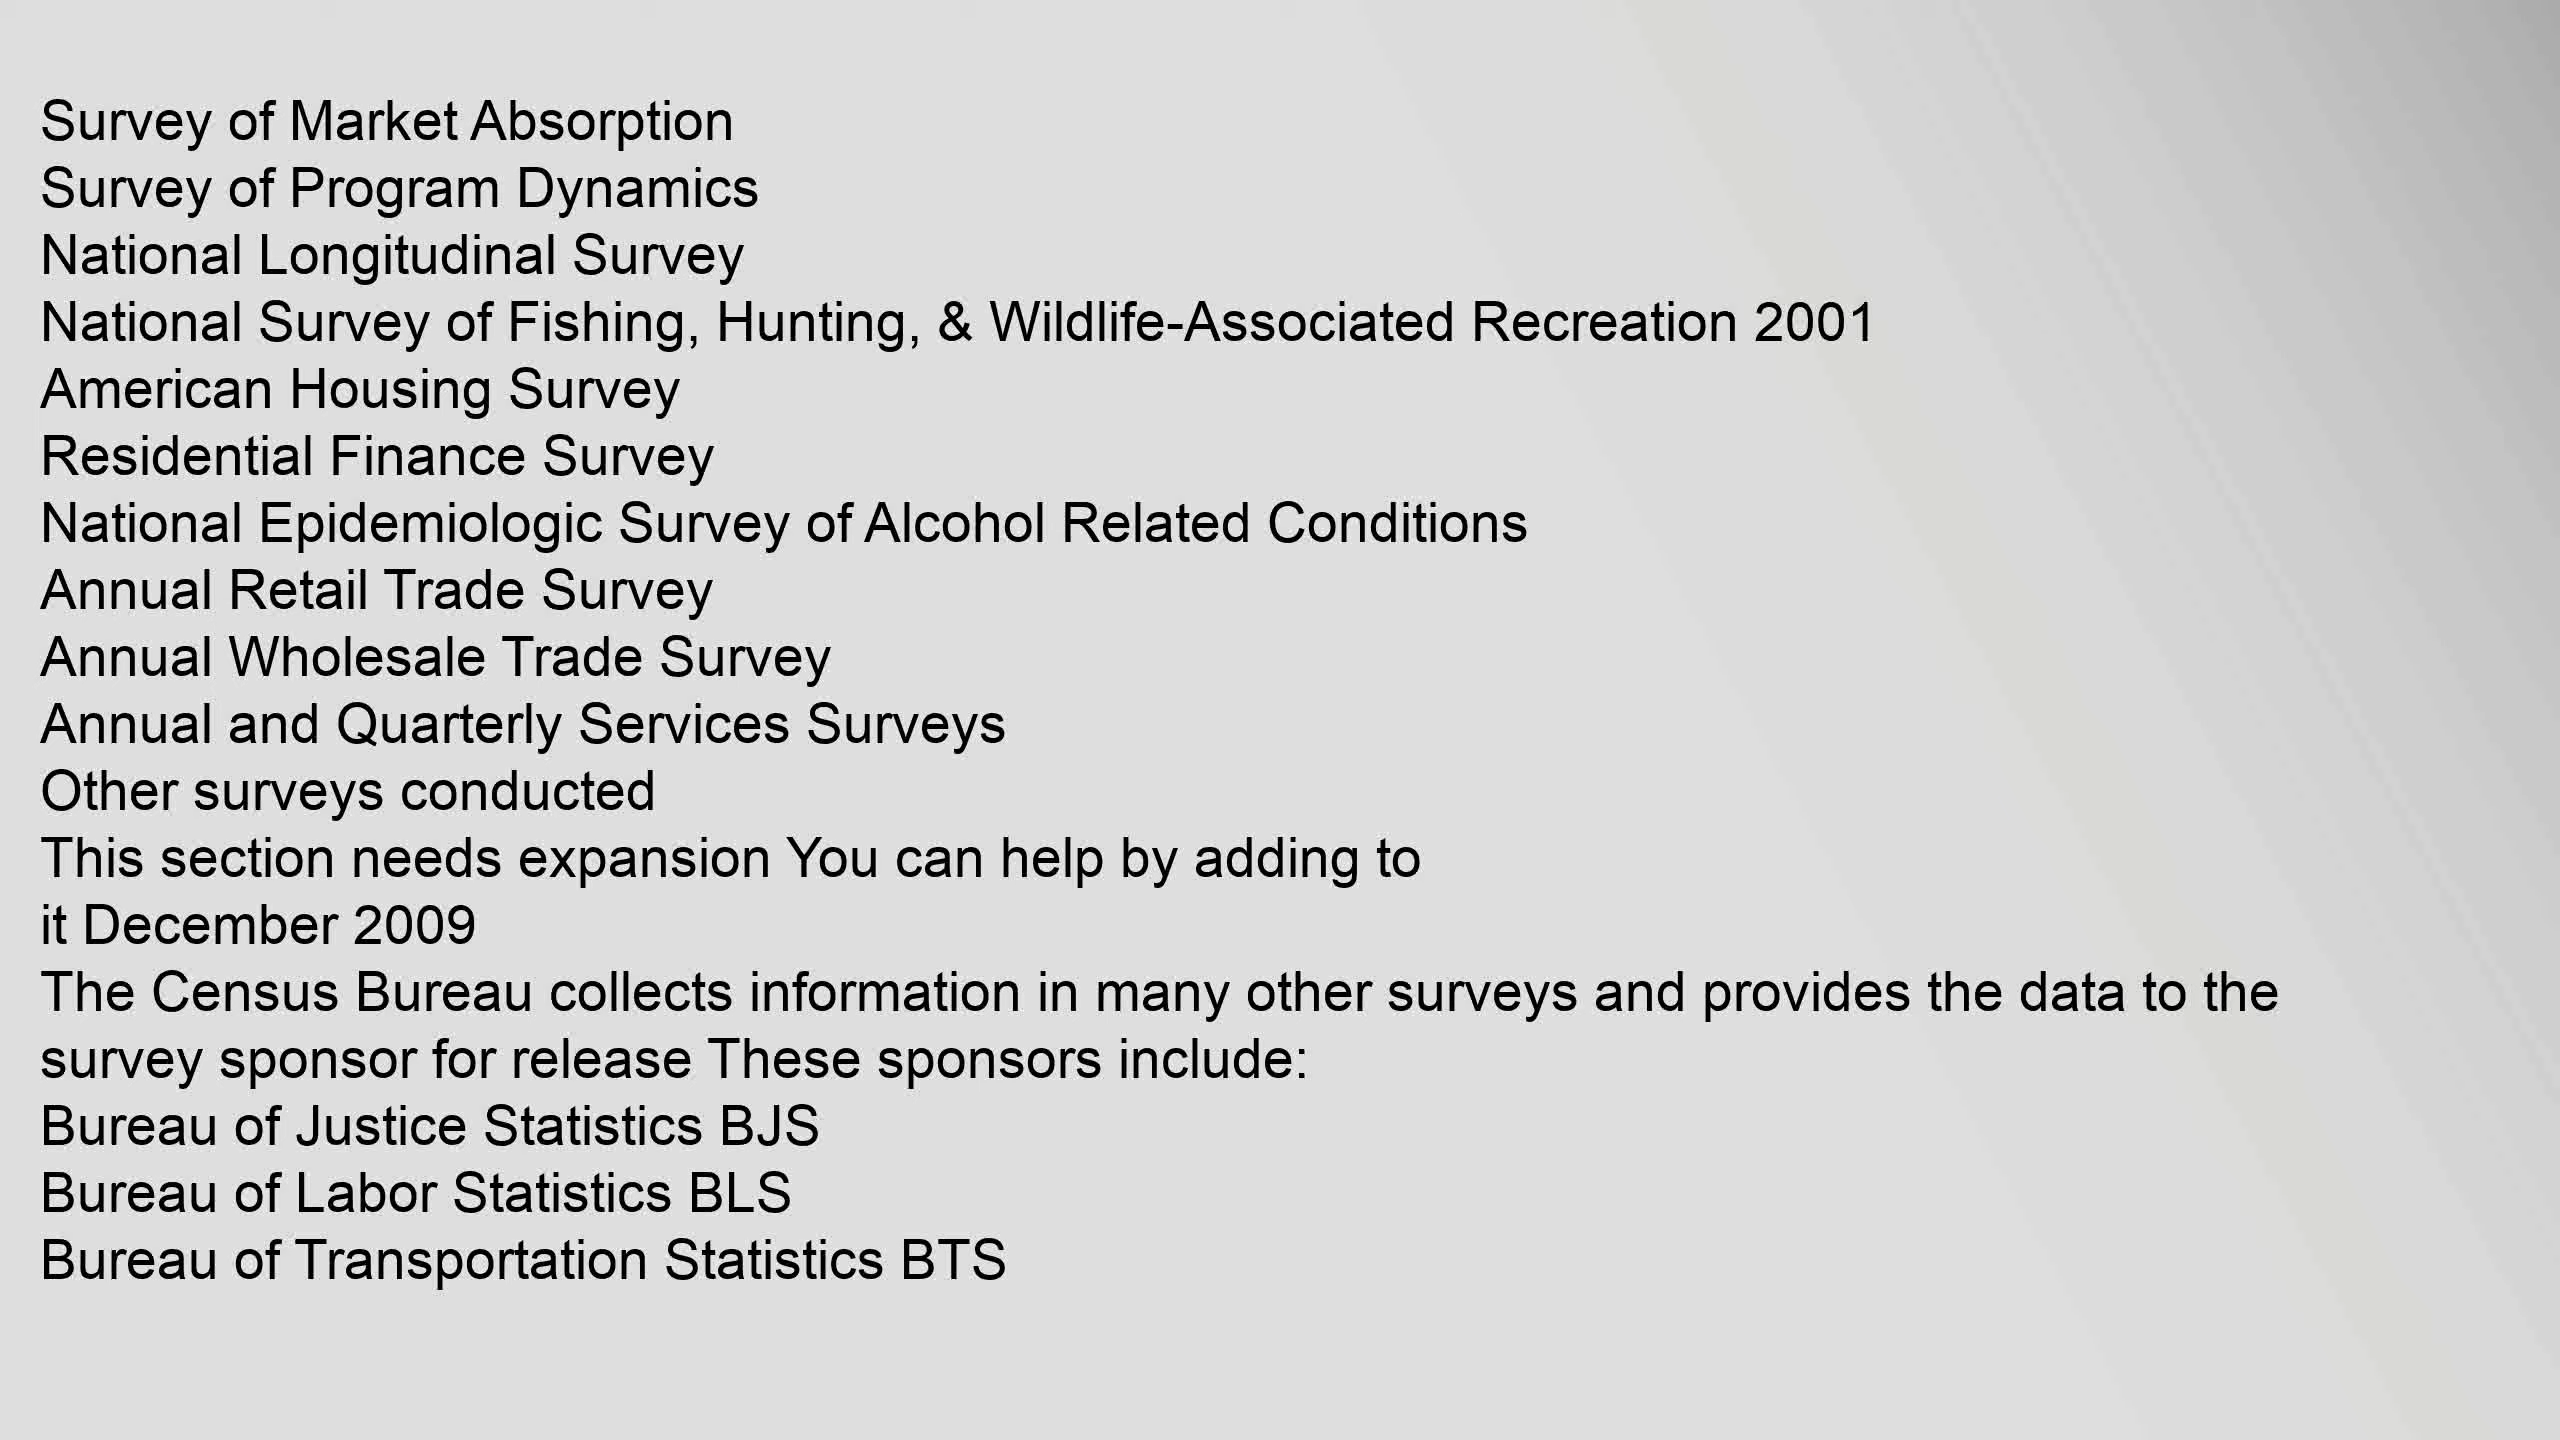 Survey of Market Absorption
Survey of Program Dynamics
National Longitudinal Survey
National Survey of Fishing, Hunting, & Wildlife-Associated Recreation 2001
American Housing Survey
Residential Finance Survey
National Epidemiologic Survey of Alcohol Related Conditions
Annual Retail Trade Survey
Annual Wholesale Trade Survey
Annual and Quarterly Services Surveys
Other surveys conducted
This section needs expansion You can help by adding to
it December 2009
The Census Bureau collects information in many other surveys and provides the data to the
survey sponsor for release These sponsors include:
Bureau of Justice Statistics BJS
Bureau of Labor Statistics BLS
Bureau of Transportation Statistics BTS